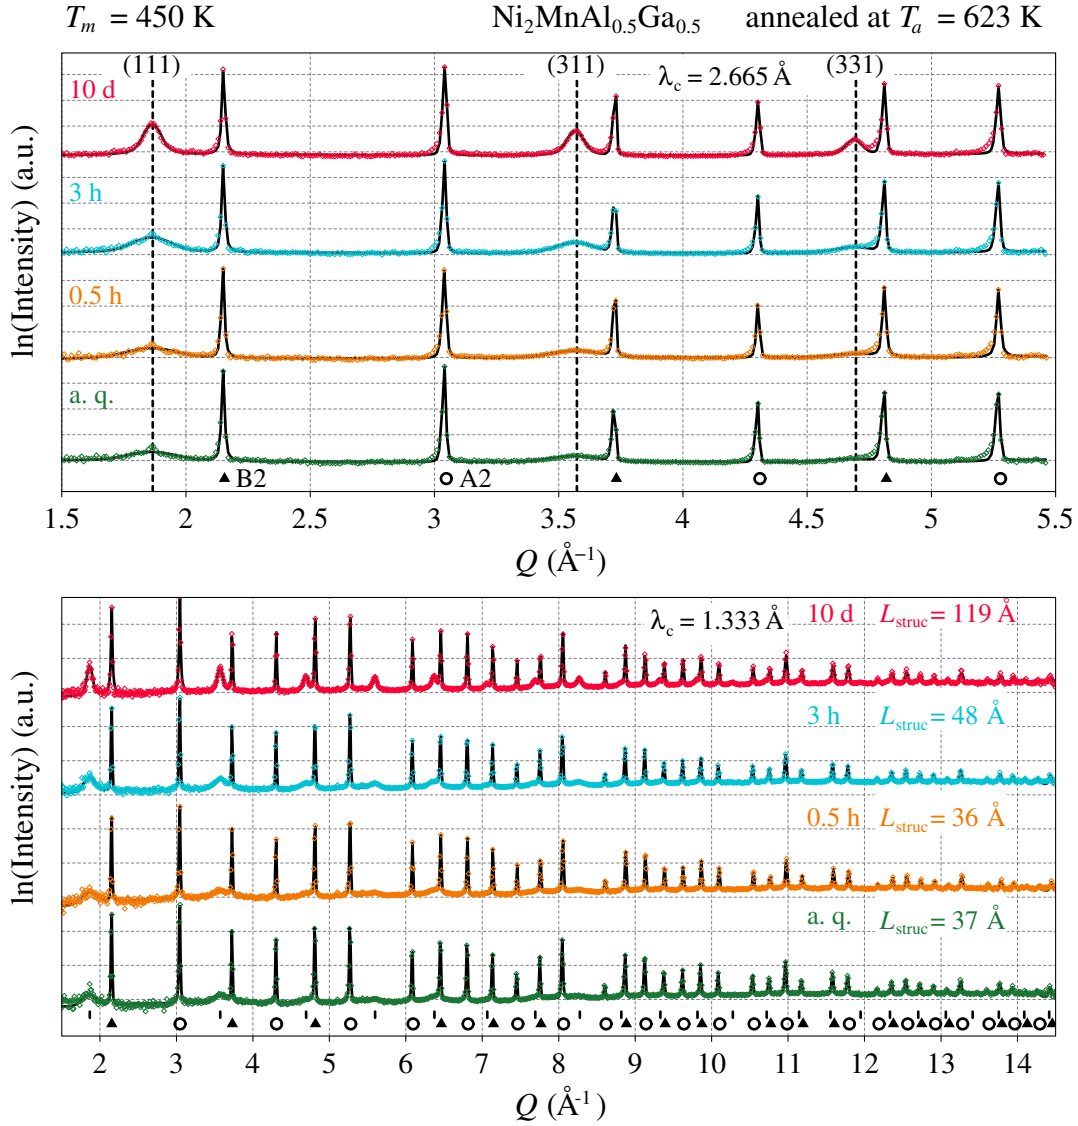 T_m = 450 K Ni₂MnAl₀.₅Ga₀.₅ annealed at T_a = 623 K
(111) (311) λ_c = 2.665 Å (331)
10 d
3 h
0.5 h
a. q.
B2 A2
ln(Intensity) (a.u.)
1.5 2 2.5 3 3.5 4 4.5 5 5.5
Q (Å⁻¹)
λ_c = 1.333 Å 10 d L_struc = 119 Å
3 h L_struc = 48 Å
0.5 h L_struc = 36 Å
a. q. L_struc = 37 Å
ln(Intensity) (a.u.)
2 3 4 5 6 7 8 9 10 11 12 13 14
Q (Å⁻¹)